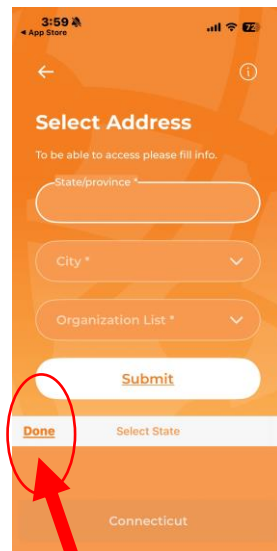 3:59
72
◀ App Store
Select Address
To be able to access please fill info.
State/province *
City *
Organization List *
Submit
Done Select State
Connecticut